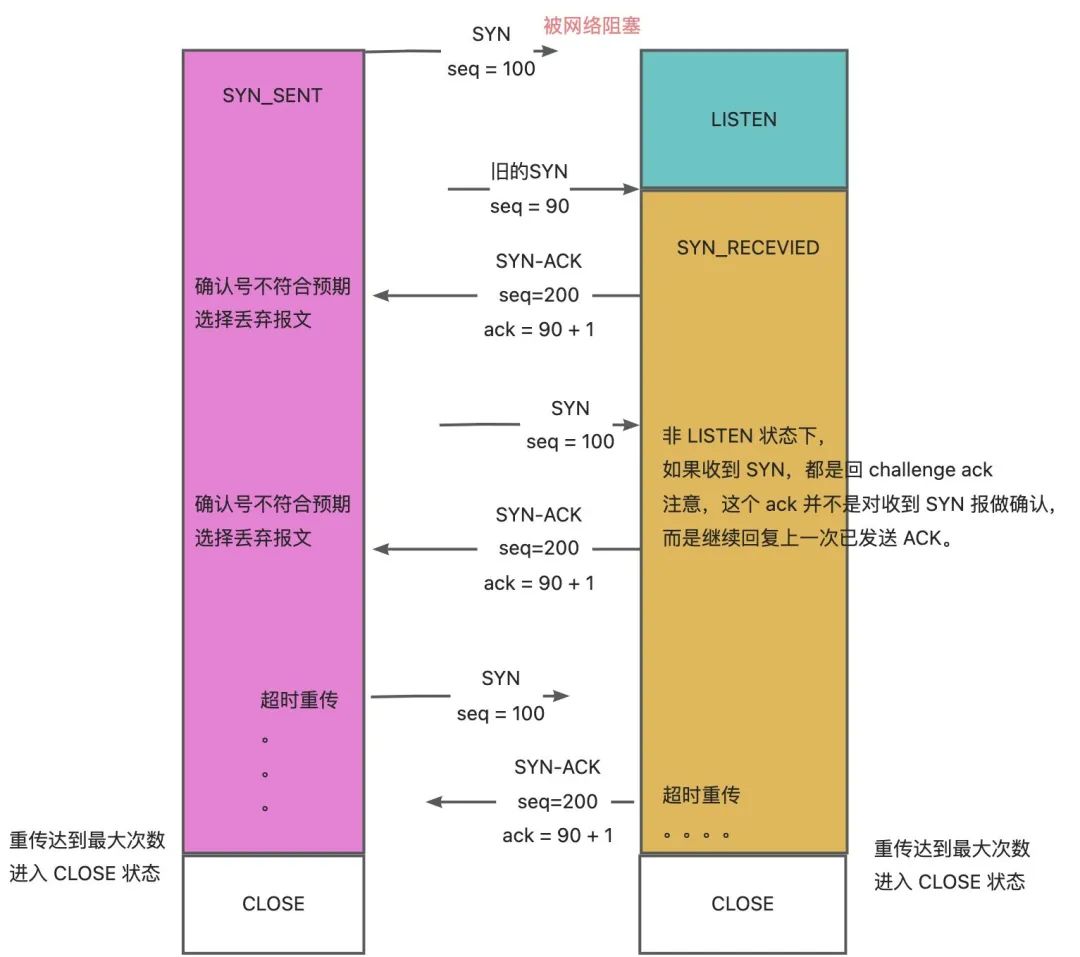 被网络阻塞
SYN
seq = 100
SYN_SENT
LISTEN
旧的SYN
seq = 90
SYN_RECEVIED
SYN-ACK
seq=200
ack = 90 + 1
确认号不符合预期
选择丢弃报文
SYN
seq = 100
非 LISTEN 状态下，
如果收到 SYN，都是回 challenge ack
注意，这个 ack 并不是对收到 SYN 报做确认，
而是继续回复上一次已发送 ACK。
确认号不符合预期
选择丢弃报文
SYN-ACK
seq=200
ack = 90 + 1
SYN
seq = 100
超时重传
。
。
。
SYN-ACK
seq=200
ack = 90 + 1
超时重传
。。。。
重传达到最大次数
进入 CLOSE 状态
重传达到最大次数
进入 CLOSE 状态
CLOSE
CLOSE